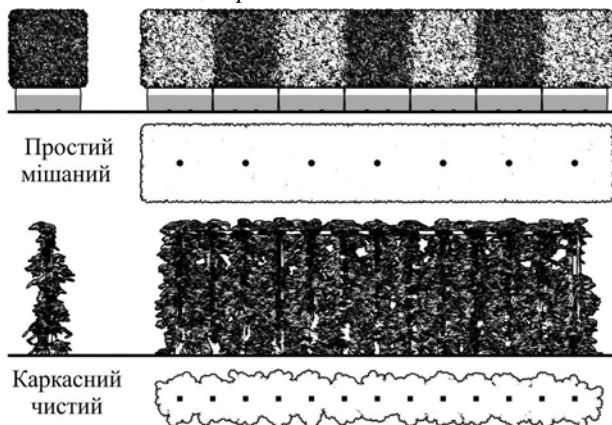 Простий
мішаний
Каркасний
чистий